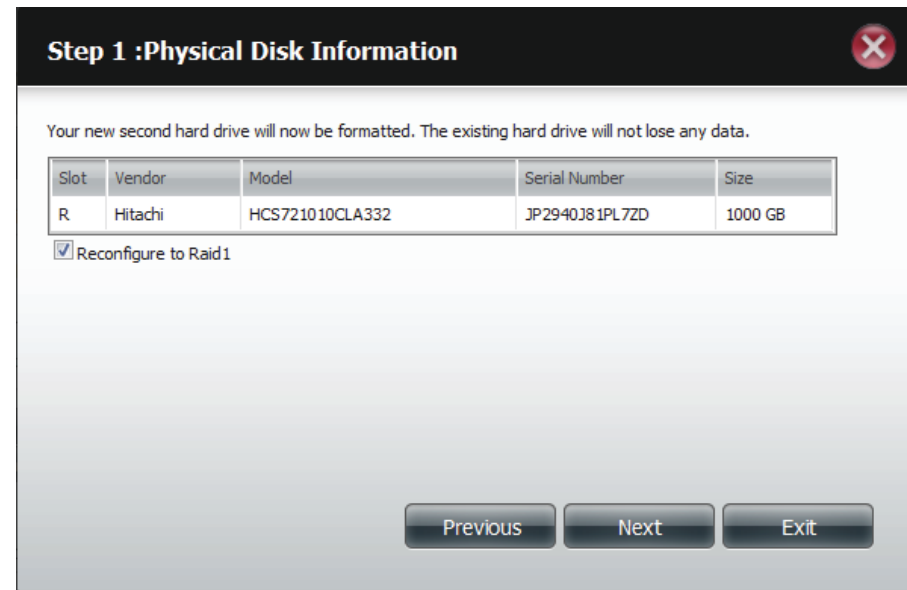 Step 1 :Physical Disk Information
Your new second hard drive will now be formatted. The existing hard drive will not lose any data.
Slot Vendor Model Serial Number Size
R Hitachi HCS721010CLA332 JP2940J81PL7ZD 1000 GB
Reconfigure to Raid1
Previous Next Exit